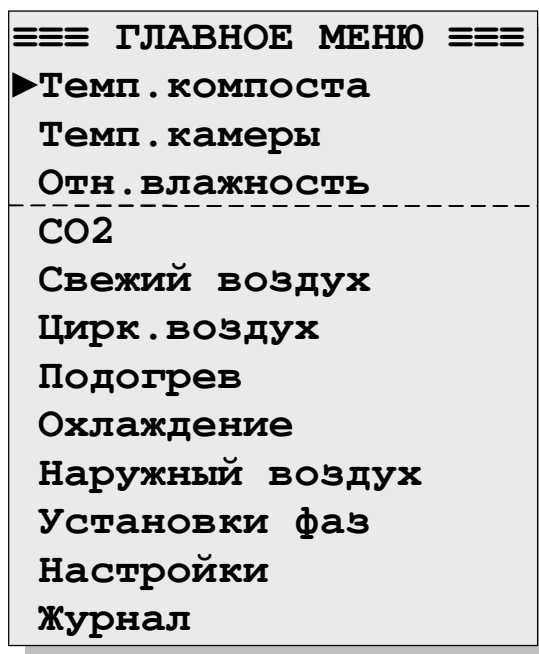 ≡≡≡ ГЛАВНОЕ МЕНЮ ≡≡≡
►Темп.компоста
Темп.камеры
Отн.влажность
CO2
Свежий воздух
Цирк.воздух
Подогрев
Охлаждение
Наружный воздух
Установки фаз
Настройки
Журнал